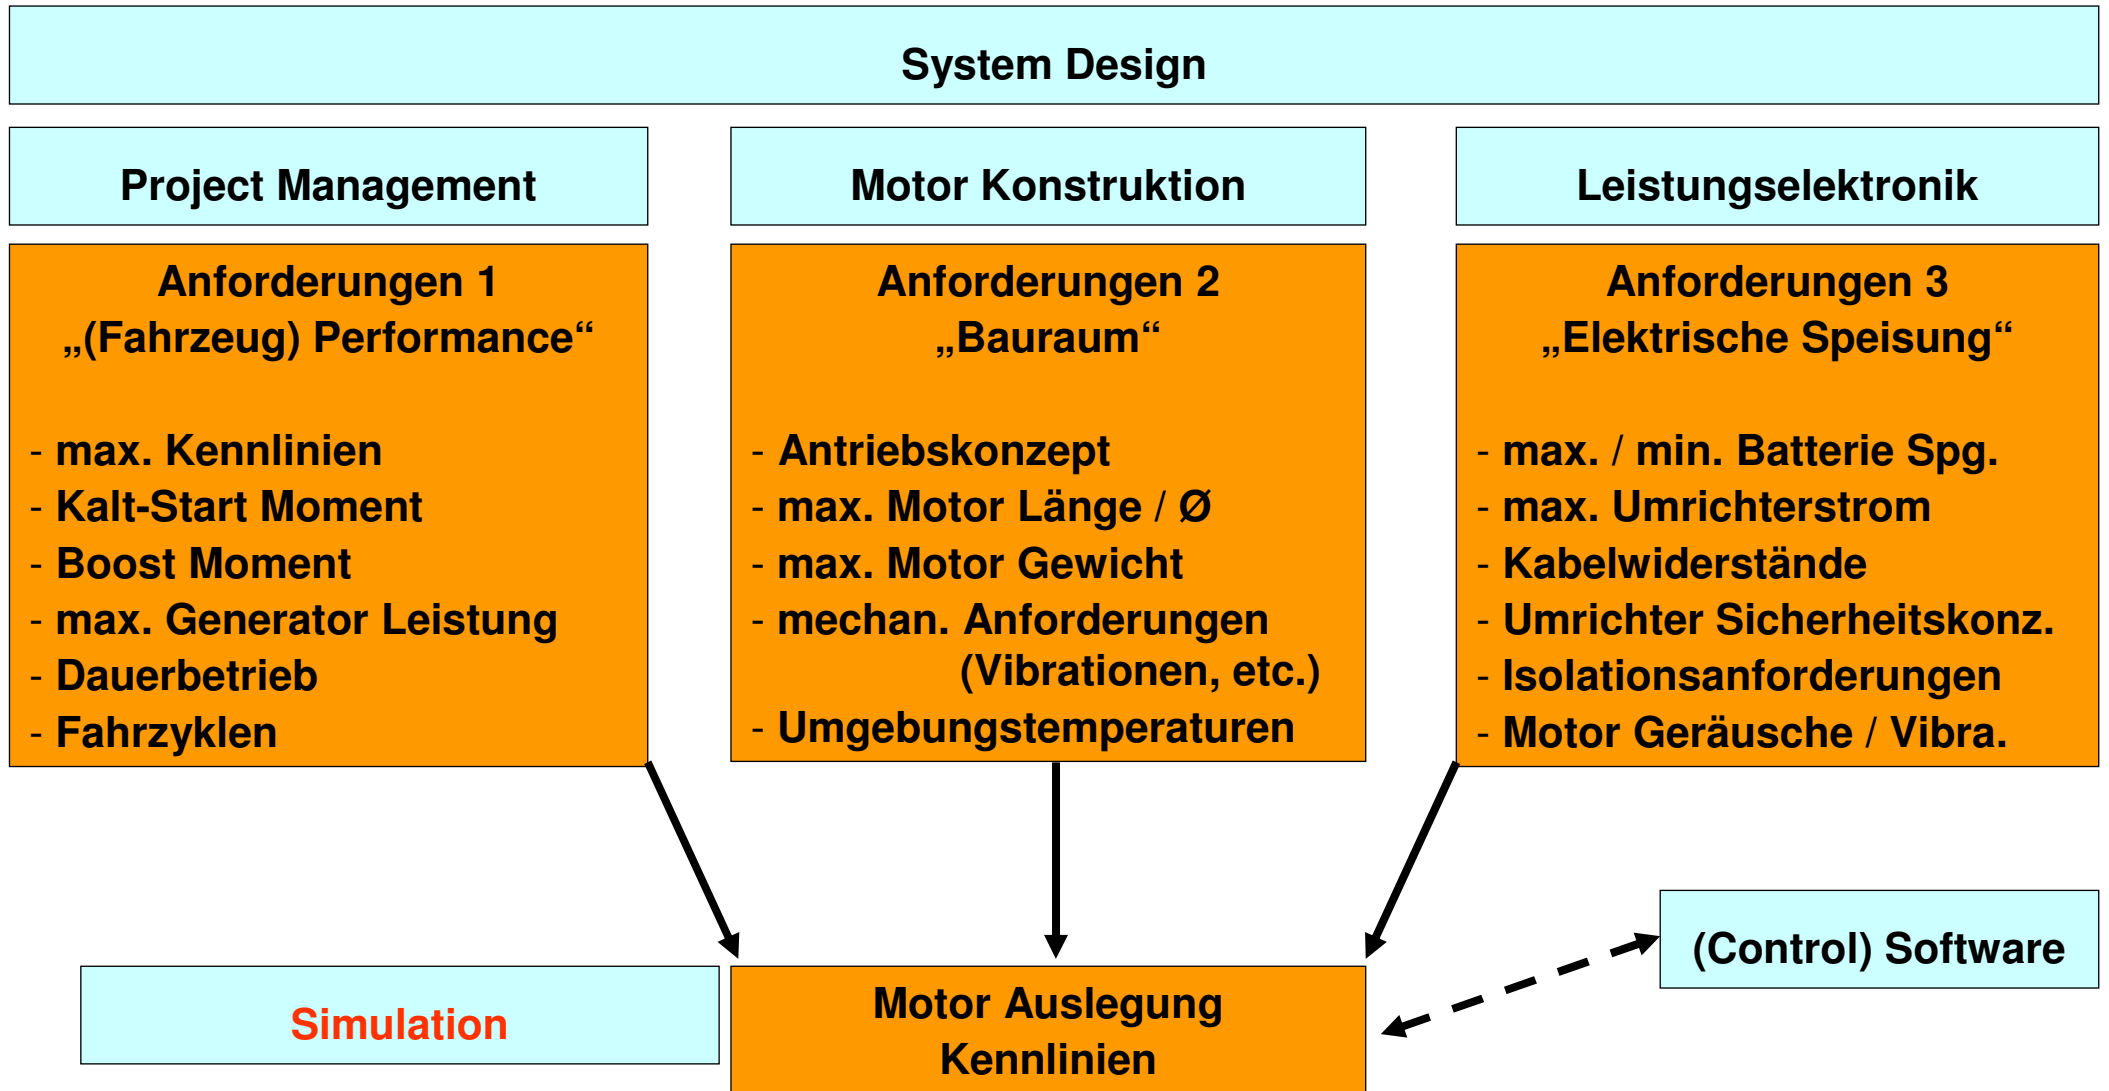 System Design
Project Management
Motor Konstruktion
Leistungselektronik
Anforderungen 1
„(Fahrzeug) Performance“
- max. Kennlinien
- Kalt-Start Moment
- Boost Moment
- max. Generator Leistung
- Dauerbetrieb
- Fahrzyklen
Anforderungen 2
„Bauraum“
- Antriebskonzept
- max. Motor Länge / Ø
- max. Motor Gewicht
- mechan. Anforderungen
(Vibrationen, etc.)
- Umgebungstemperaturen
Anforderungen 3
„Elektrische Speisung“
- max. / min. Batterie Spg.
- max. Umrichterstrom
- Kabelwiderstände
- Umrichter Sicherheitskonz.
- Isolationsanforderungen
- Motor Geräusche / Vibra.
(Control) Software
Simulation
Motor Auslegung
Kennlinien